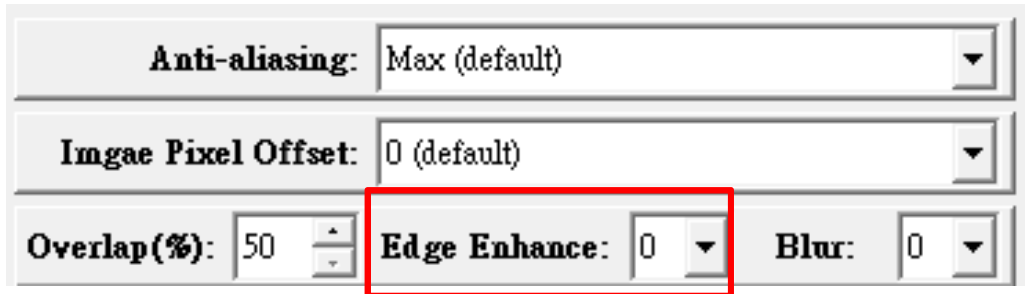 Anti-aliasing: Max (default)
Imgae Pixel Offset: 0 (default)
Overlap(%): 50 Edge Enhance: 0 Blur: 0